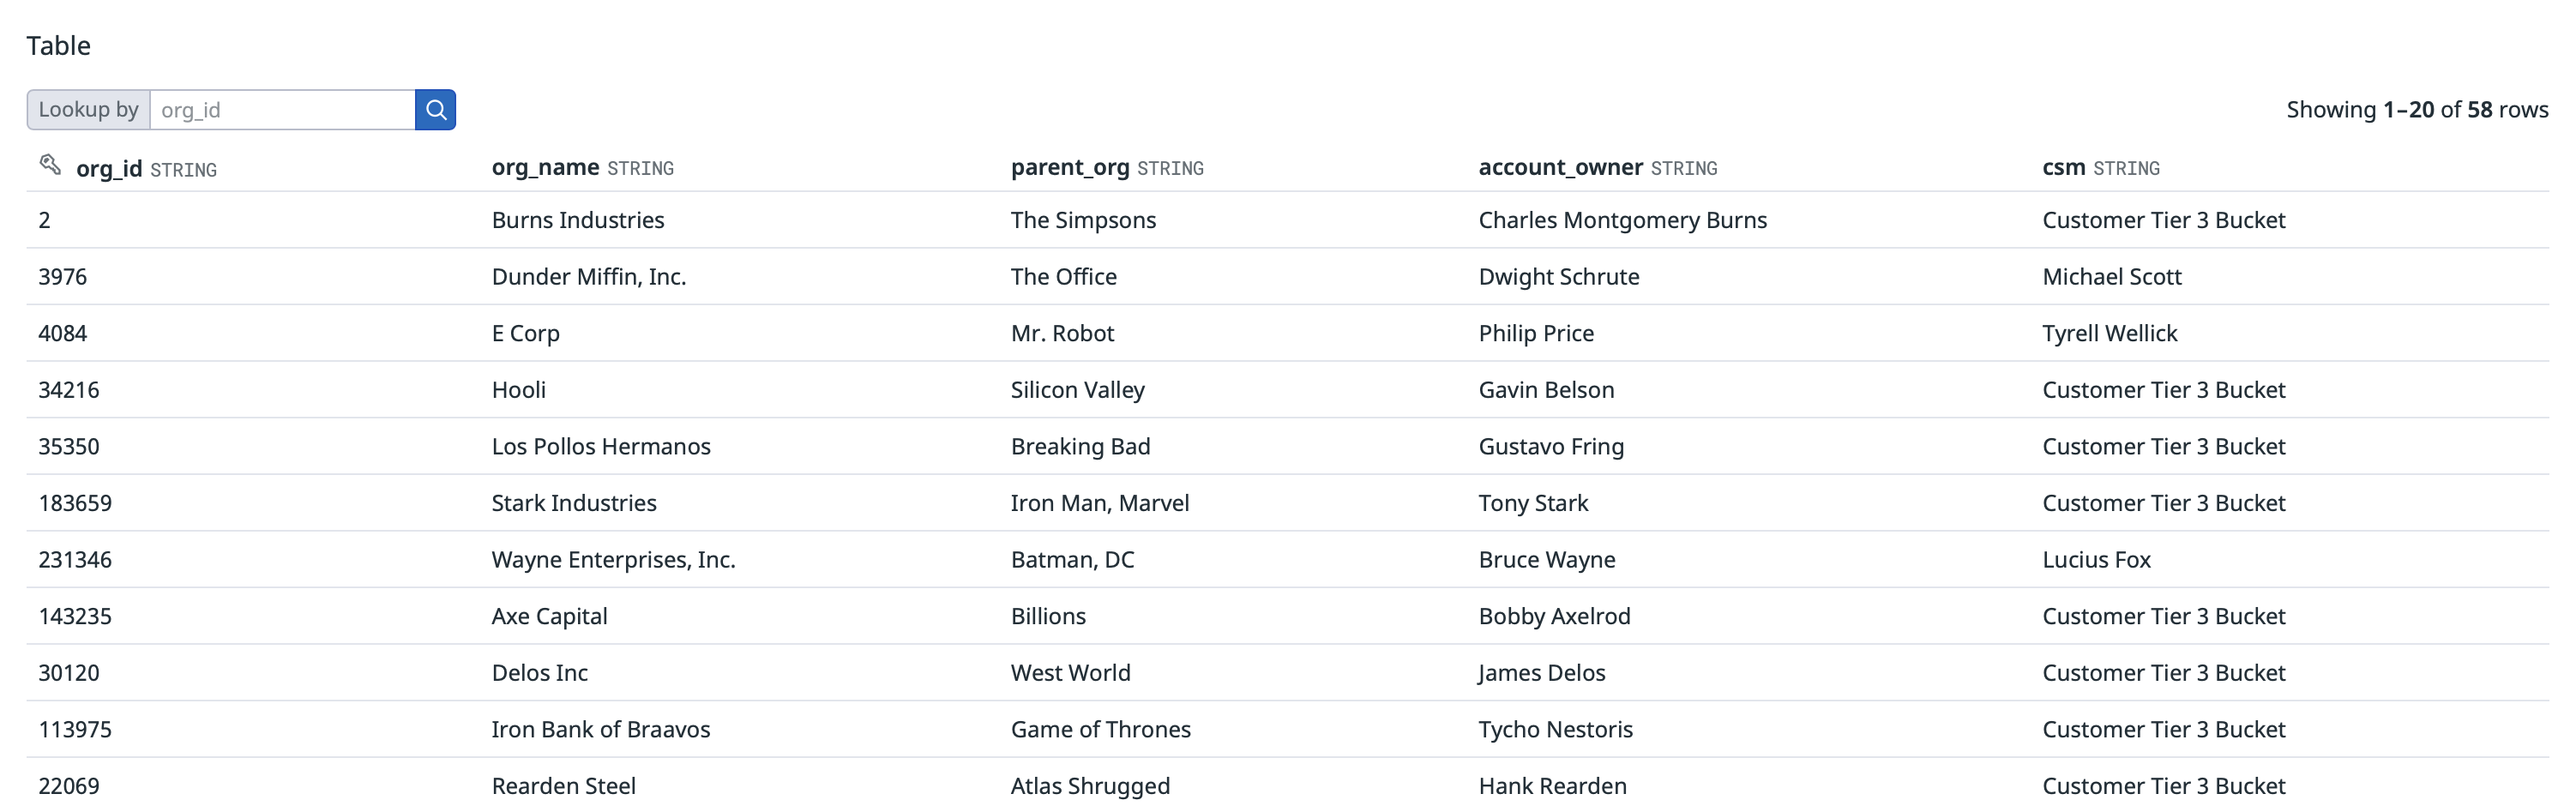 Table
Lookup by org_id Showing 1–20 of 58 rows
org_id STRING org_name STRING parent_org STRING account_owner STRING csm STRING
2 Burns Industries The Simpsons Charles Montgomery Burns Customer Tier 3 Bucket
3976 Dunder Miffin, Inc. The Office Dwight Schrute Michael Scott
4084 E Corp Mr. Robot Philip Price Tyrell Wellick
34216 Hooli Silicon Valley Gavin Belson Customer Tier 3 Bucket
35350 Los Pollos Hermanos Breaking Bad Gustavo Fring Customer Tier 3 Bucket
183659 Stark Industries Iron Man, Marvel Tony Stark Customer Tier 3 Bucket
231346 Wayne Enterprises, Inc. Batman, DC Bruce Wayne Lucius Fox
143235 Axe Capital Billions Bobby Axelrod Customer Tier 3 Bucket
30120 Delos Inc West World James Delos Customer Tier 3 Bucket
113975 Iron Bank of Braavos Game of Thrones Tycho Nestoris Customer Tier 3 Bucket
22069 Rearden Steel Atlas Shrugged Hank Rearden Customer Tier 3 Bucket